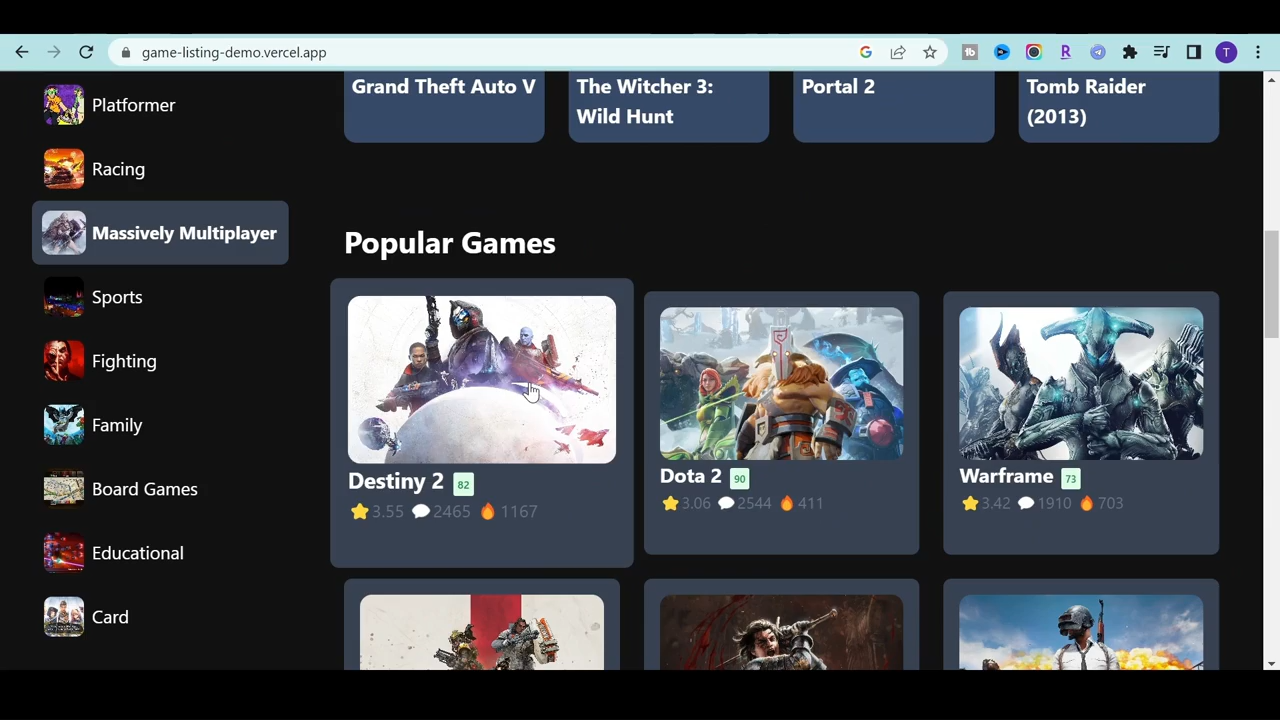 game-listing-demo.vercel.app
tb
R
T
Platformer
Racing
Massively Multiplayer
Sports
Fighting
Family
Board Games
Educational
Card
Grand Theft Auto V
The Witcher 3:
Wild Hunt
Portal 2
Tomb Raider
(2013)
Popular Games
Destiny 2 82
3.55 2465 1167
Dota 2 90
3.06 2544 411
Warframe 73
3.42 1910 703